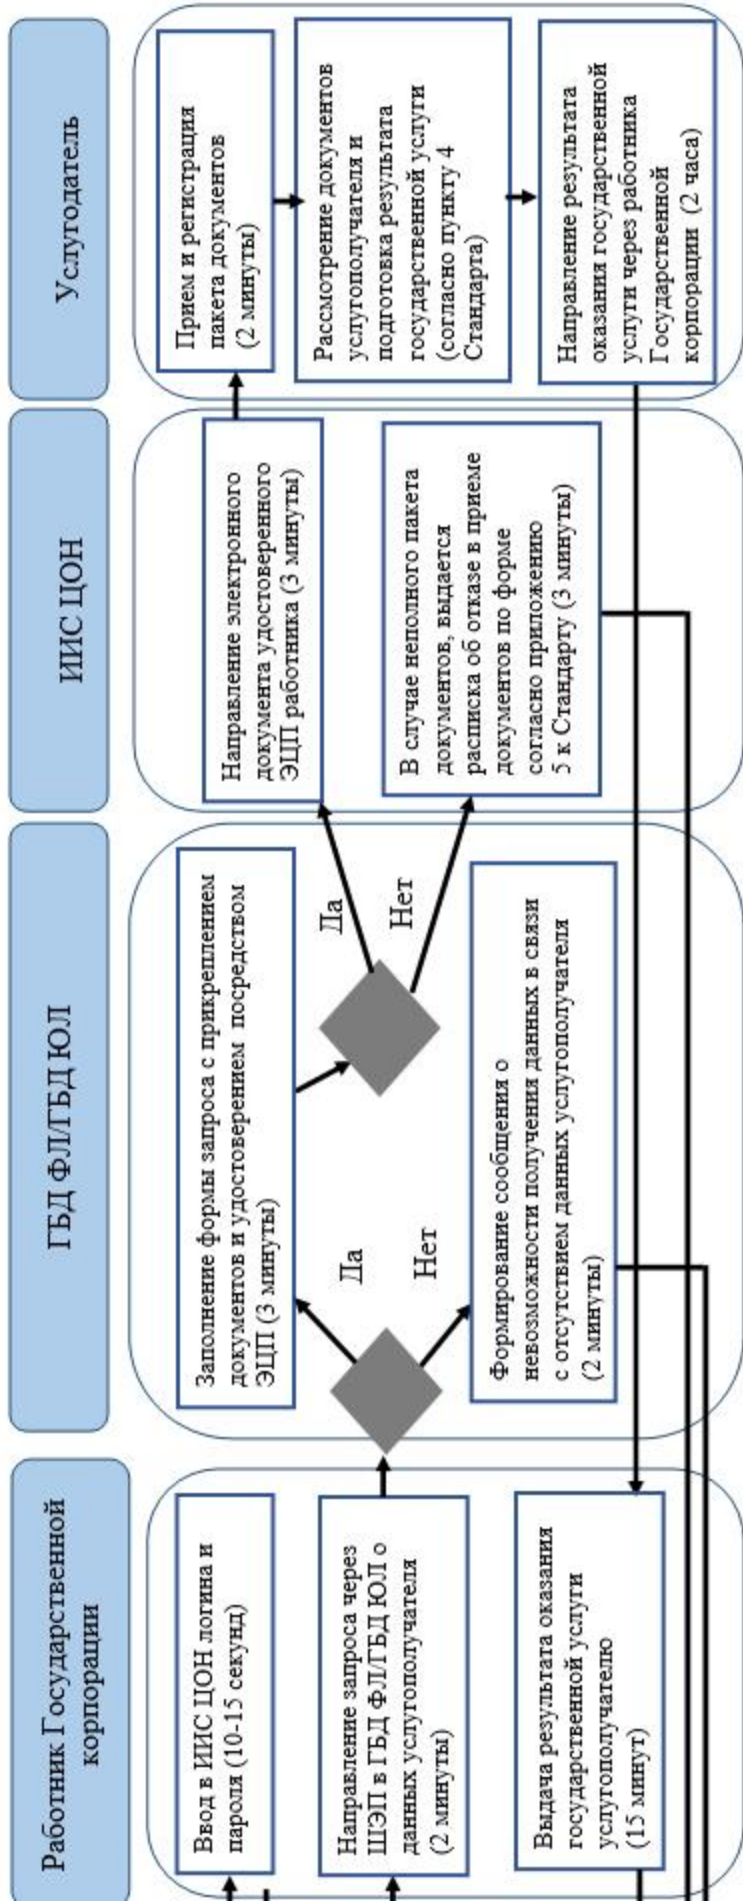 Работник Государственной
корпорации
Ввод в ИИС ЦОН логина и
пароля (10-15 секунд)
Направление запроса через
ШЭП в ГБД ФЛ/ГБД ЮЛ о
данных услугополучателя
(2 минуты)
Выдача результата оказания
государственной услуги
услугополучателю
(15 минут)
ГБД ФЛ/ГБД ЮЛ
Заполнение формы запроса с прикреплением
документов и удостоверением посредством
ЭЦП (3 минуты)
Да
Нет
Да
Нет
Формирование сообщения о
невозможности получения данных в связи
с отсутствием данных услугополучателя
(2 минуты)
ИИС ЦОН
Направление электронного
документа удостоверенного
ЭЦП работника (3 минуты)
В случае неполного пакета
документов, выдается
расписка об отказе в приеме
документов по форме
согласно приложению
5 к Стандарту (3 минуты)
Услугодатель
Прием и регистрация
пакета документов
(2 минуты)
Рассмотрение документов
услугополучателя и
подготовка результата
государственной услуги
(согласно пункту 4
Стандарта)
Направление результата
оказания государственной
услуги через работника
Государственной
корпорации (2 часа)